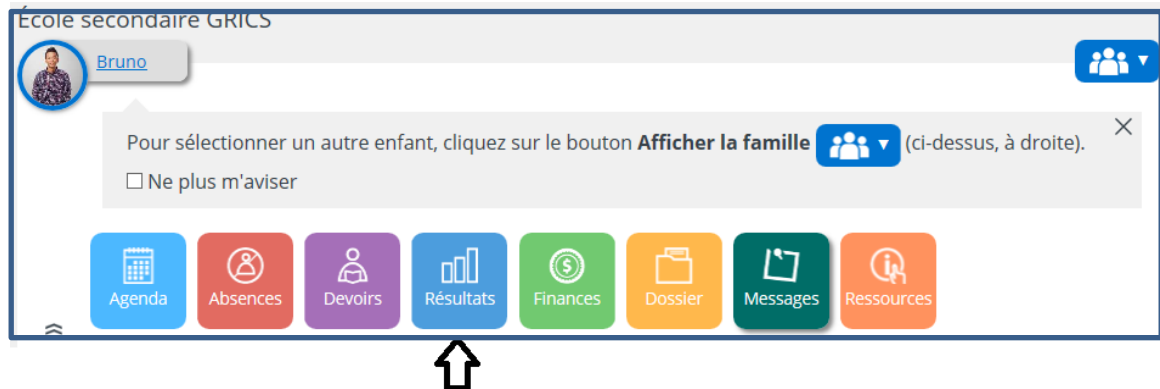 École secondaire GRICS
Bruno
Pour sélectionner un autre enfant, cliquez sur le bouton Afficher la famille (ci-dessus, à droite).
Ne plus m'aviser
Agenda Absences Devoirs Résultats Finances Dossier Messages Ressources